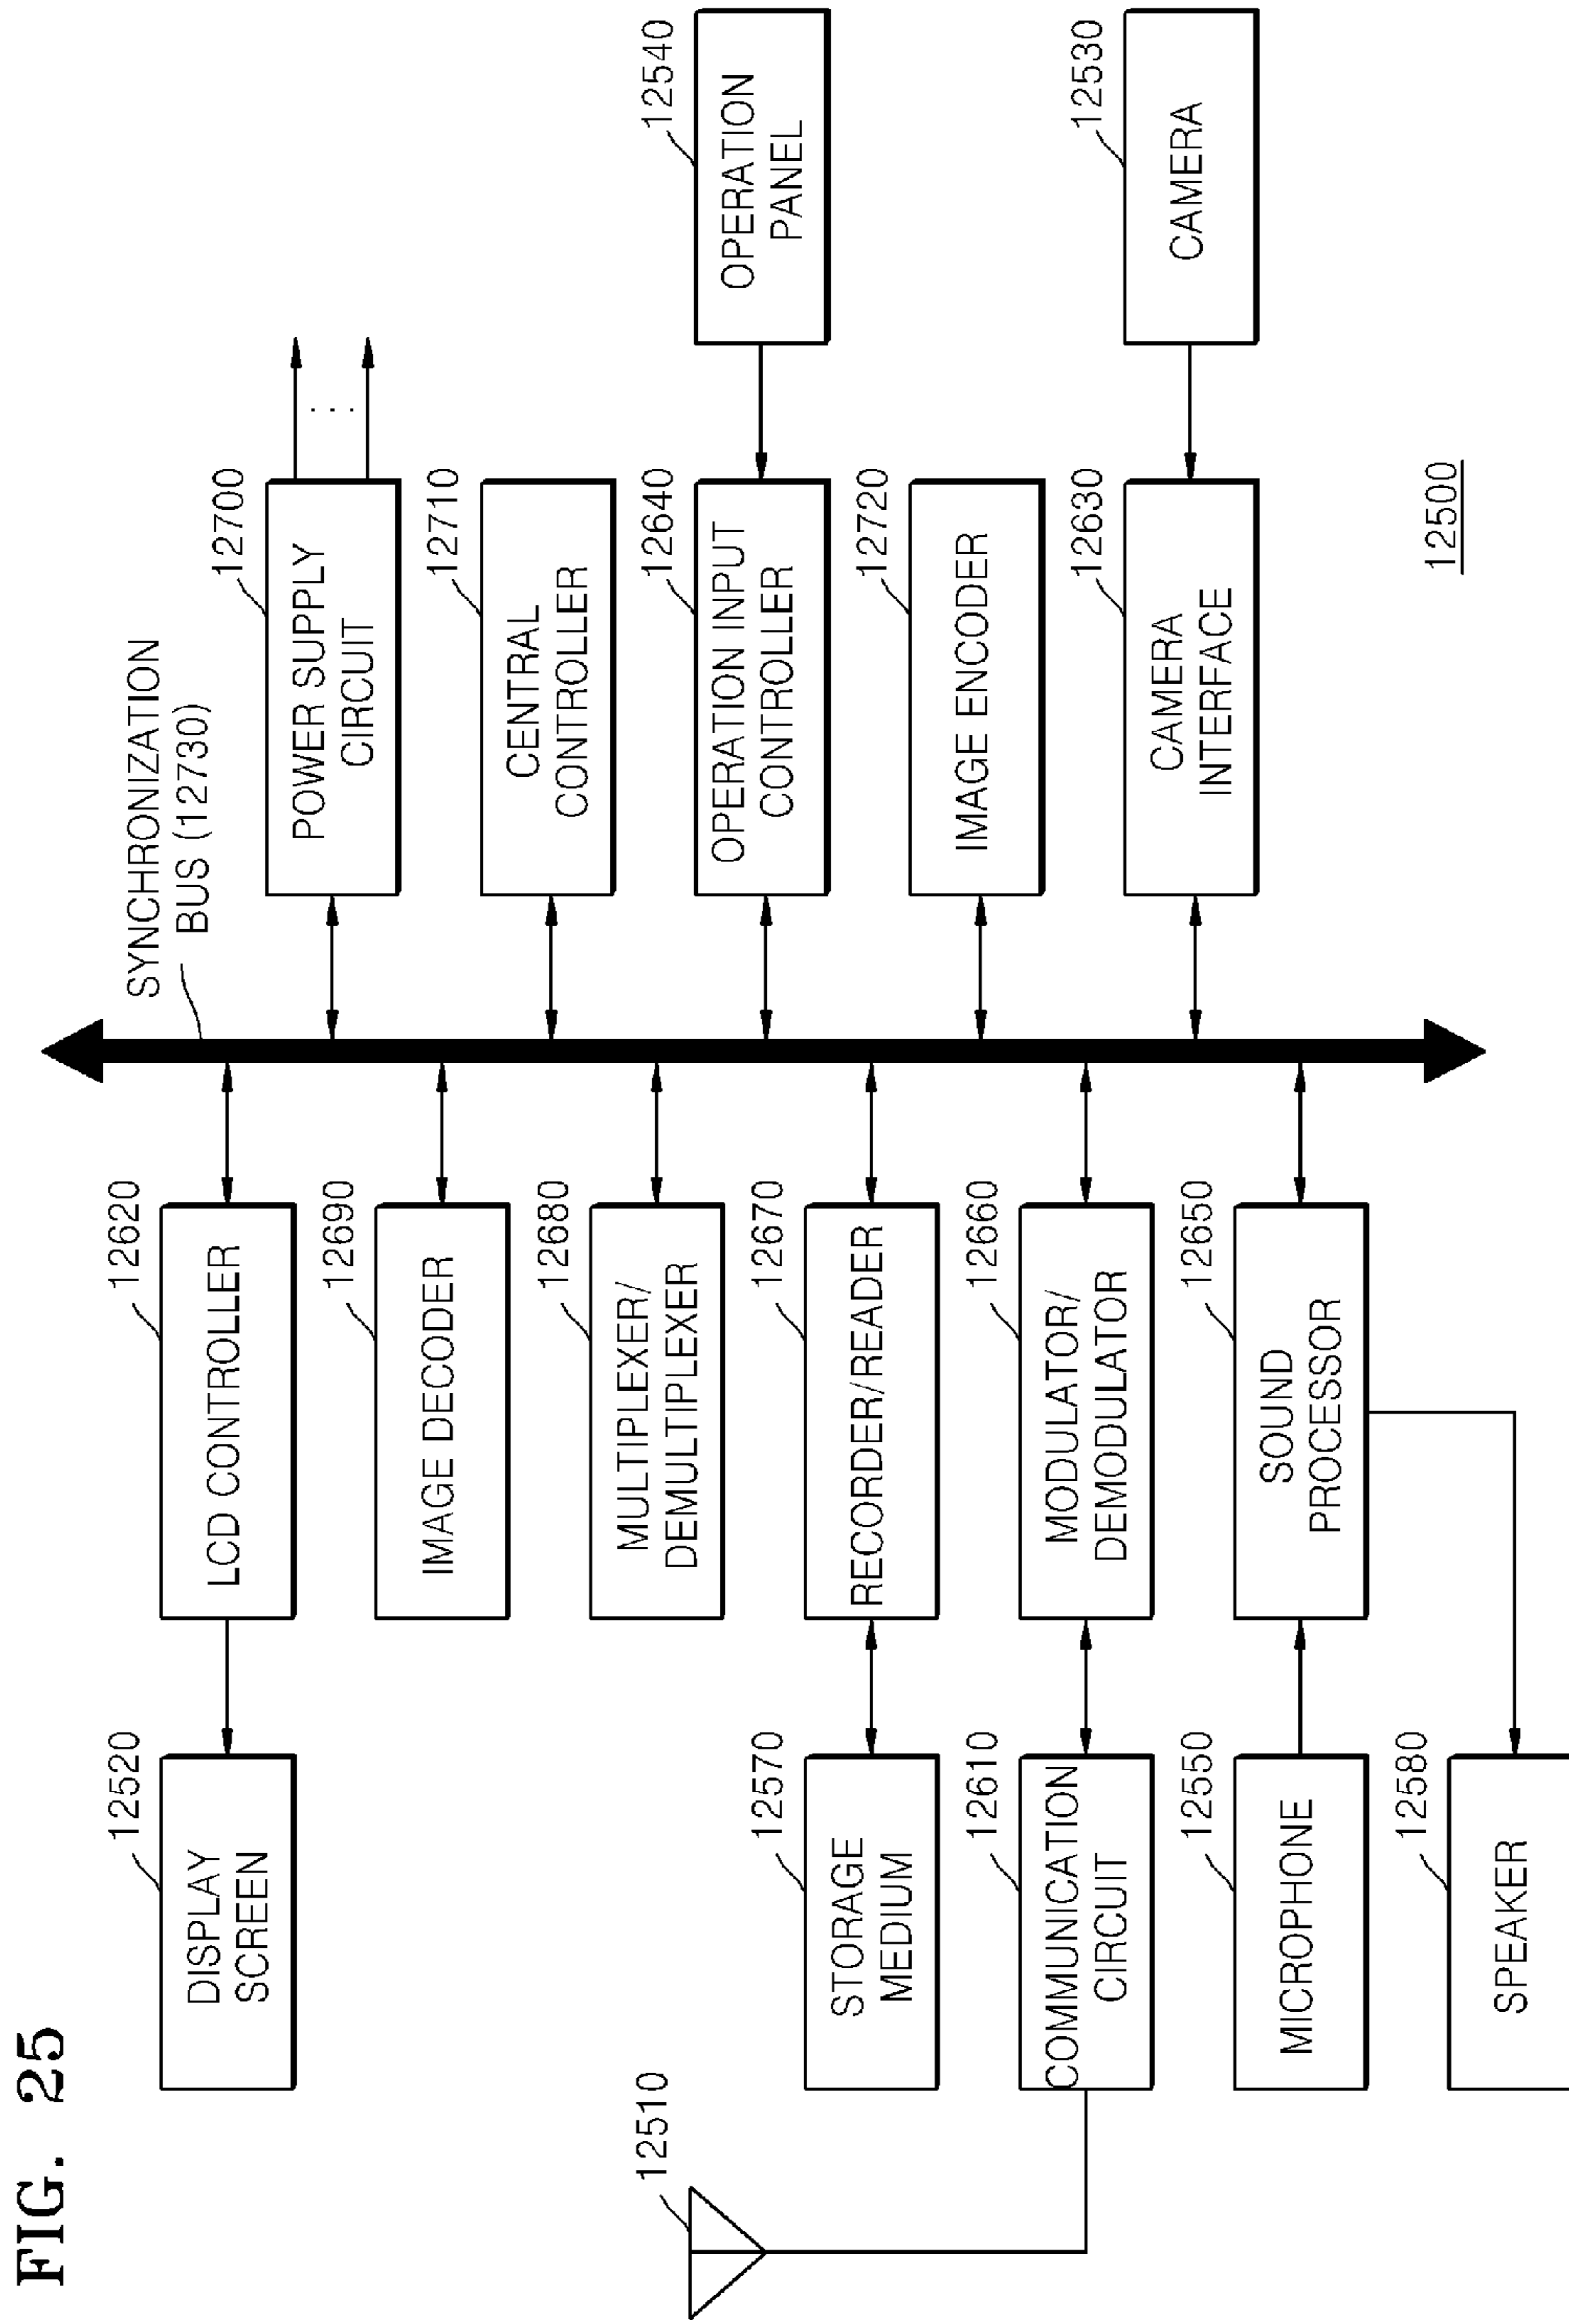 FIG. 25
12510
12520
DISPLAY
SCREEN
12570
STORAGE
MEDIUM
12610
COMMUNICATION
CIRCUIT
12550
MICROPHONE
12580
SPEAKER
12620
LCD CONTROLLER
12690
IMAGE DECODER
12680
MULTIPLEXER/
DEMULTIPLEXER
12670
RECORDER/READER
12660
MODULATOR/
DEMODULATOR
12650
SOUND
PROCESSOR
SYNCHRONIZATION
BUS (12730)
12700
POWER SUPPLY
CIRCUIT
12710
CENTRAL
CONTROLLER
12640
OPERATION INPUT
CONTROLLER
12720
IMAGE ENCODER
12630
CAMERA
INTERFACE
12540
OPERATION
PANEL
12530
CAMERA
12500